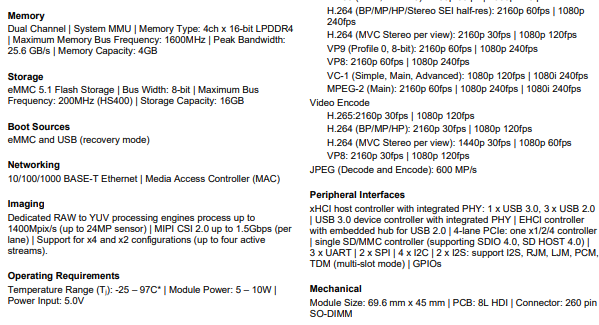 Memory
Dual Channel | System MMU | Memory Type: 4ch x 16-bit LPDDR4
| Maximum Memory Bus Frequency: 1600MHz | Peak Bandwidth:
25.6 GB/s | Memory Capacity: 4GB
Storage
eMMC 5.1 Flash Storage | Bus Width: 8-bit | Maximum Bus
Frequency: 200MHz (HS400) | Storage Capacity: 16GB
Boot Sources
eMMC and USB (recovery mode)
Networking
10/100/1000 BASE-T Ethernet | Media Access Controller (MAC)
Imaging
Dedicated RAW to YUV processing engines process up to
1400Mpix/s (up to 24MP sensor) | MIPI CSI 2.0 up to 1.5Gbps (per
lane) | Support for x4 and x2 configurations (up to four active
streams).
Operating Requirements
Temperature Range (Tj): -25 – 97C* | Module Power: 5 – 10W |
Power Input: 5.0V
H.264 (BP/MP/HP/Stereo SEI half-res): 2160p 60fps | 1080p
240fps
H.264 (MVC Stereo per view): 2160p 30fps | 1080p 120fps
VP9 (Profile 0, 8-bit): 2160p 60fps | 1080p 240fps
VP8: 2160p 60fps | 1080p 240fps
VC-1 (Simple, Main, Advanced): 1080p 120fps | 1080i 240fps
MPEG-2 (Main): 2160p 60fps | 1080p 240fps | 1080i 240fps
Video Encode
H.265:2160p 30fps | 1080p 120fps
H.264 (BP/MP/HP): 2160p 30fps | 1080p 120fps
H.264 (MVC Stereo per view): 1440p 30fps | 1080p 60fps
VP8: 2160p 30fps | 1080p 120fps
JPEG (Decode and Encode): 600 MP/s
Peripheral Interfaces
xHCI host controller with integrated PHY: 1 x USB 3.0, 3 x USB 2.0
| USB 3.0 device controller with integrated PHY | EHCI controller
with embedded hub for USB 2.0 | 4-lane PCIe: one x1/2/4 controller
| single SD/MMC controller (supporting SDIO 4.0, SD HOST 4.0) |
3 x UART | 2 x SPI | 4 x I2C | 2 x I2S: support I2S, RJM, LJM, PCM,
TDM (multi-slot mode) | GPIOs
Mechanical
Module Size: 69.6 mm x 45 mm | PCB: 8L HDI | Connector: 260 pin
SO-DIMM